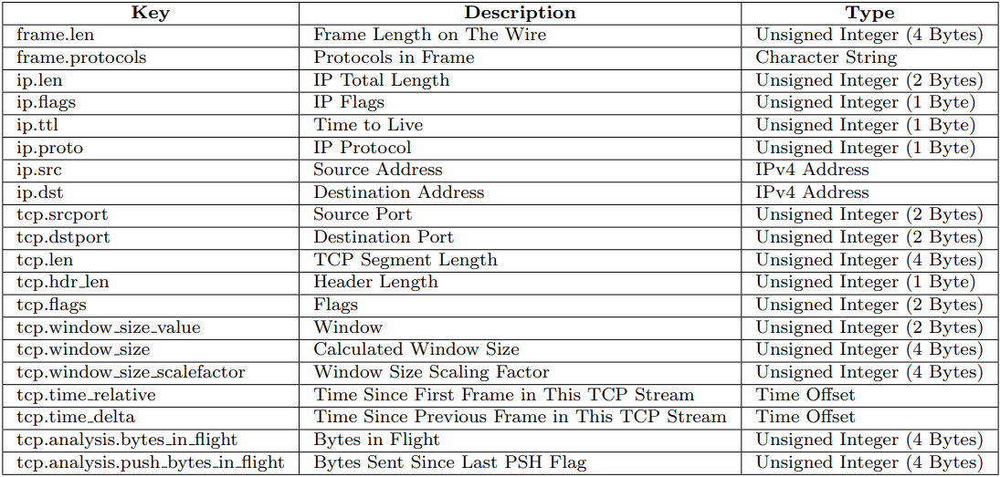 Key Description Type
frame.len Frame Length on The Wire Unsigned Integer (4 Bytes)
frame.protocols Protocols in Frame Character String
ip.len IP Total Length Unsigned Integer (2 Bytes)
ip.flags IP Flags Unsigned Integer (1 Byte)
ip.ttl Time to Live Unsigned Integer (1 Byte)
ip.proto IP Protocol Unsigned Integer (1 Byte)
ip.src Source Address IPv4 Address
ip.dst Destination Address IPv4 Address
tcp.srcport Source Port Unsigned Integer (2 Bytes)
tcp.dstport Destination Port Unsigned Integer (2 Bytes)
tcp.len TCP Segment Length Unsigned Integer (4 Bytes)
tcp.hdr_len Header Length Unsigned Integer (1 Byte)
tcp.flags Flags Unsigned Integer (2 Bytes)
tcp.window_size_value Window Unsigned Integer (2 Bytes)
tcp.window_size Calculated Window Size Unsigned Integer (4 Bytes)
tcp.window_size_scalefactor Window Size Scaling Factor Unsigned Integer (4 Bytes)
tcp.time_relative Time Since First Frame in This TCP Stream Time Offset
tcp.time_delta Time Since Previous Frame in This TCP Stream Time Offset
tcp.analysis.bytes_in_flight Bytes in Flight Unsigned Integer (4 Bytes)
tcp.analysis.push_bytes_in_flight Bytes Sent Since Last PSH Flag Unsigned Integer (4 Bytes)